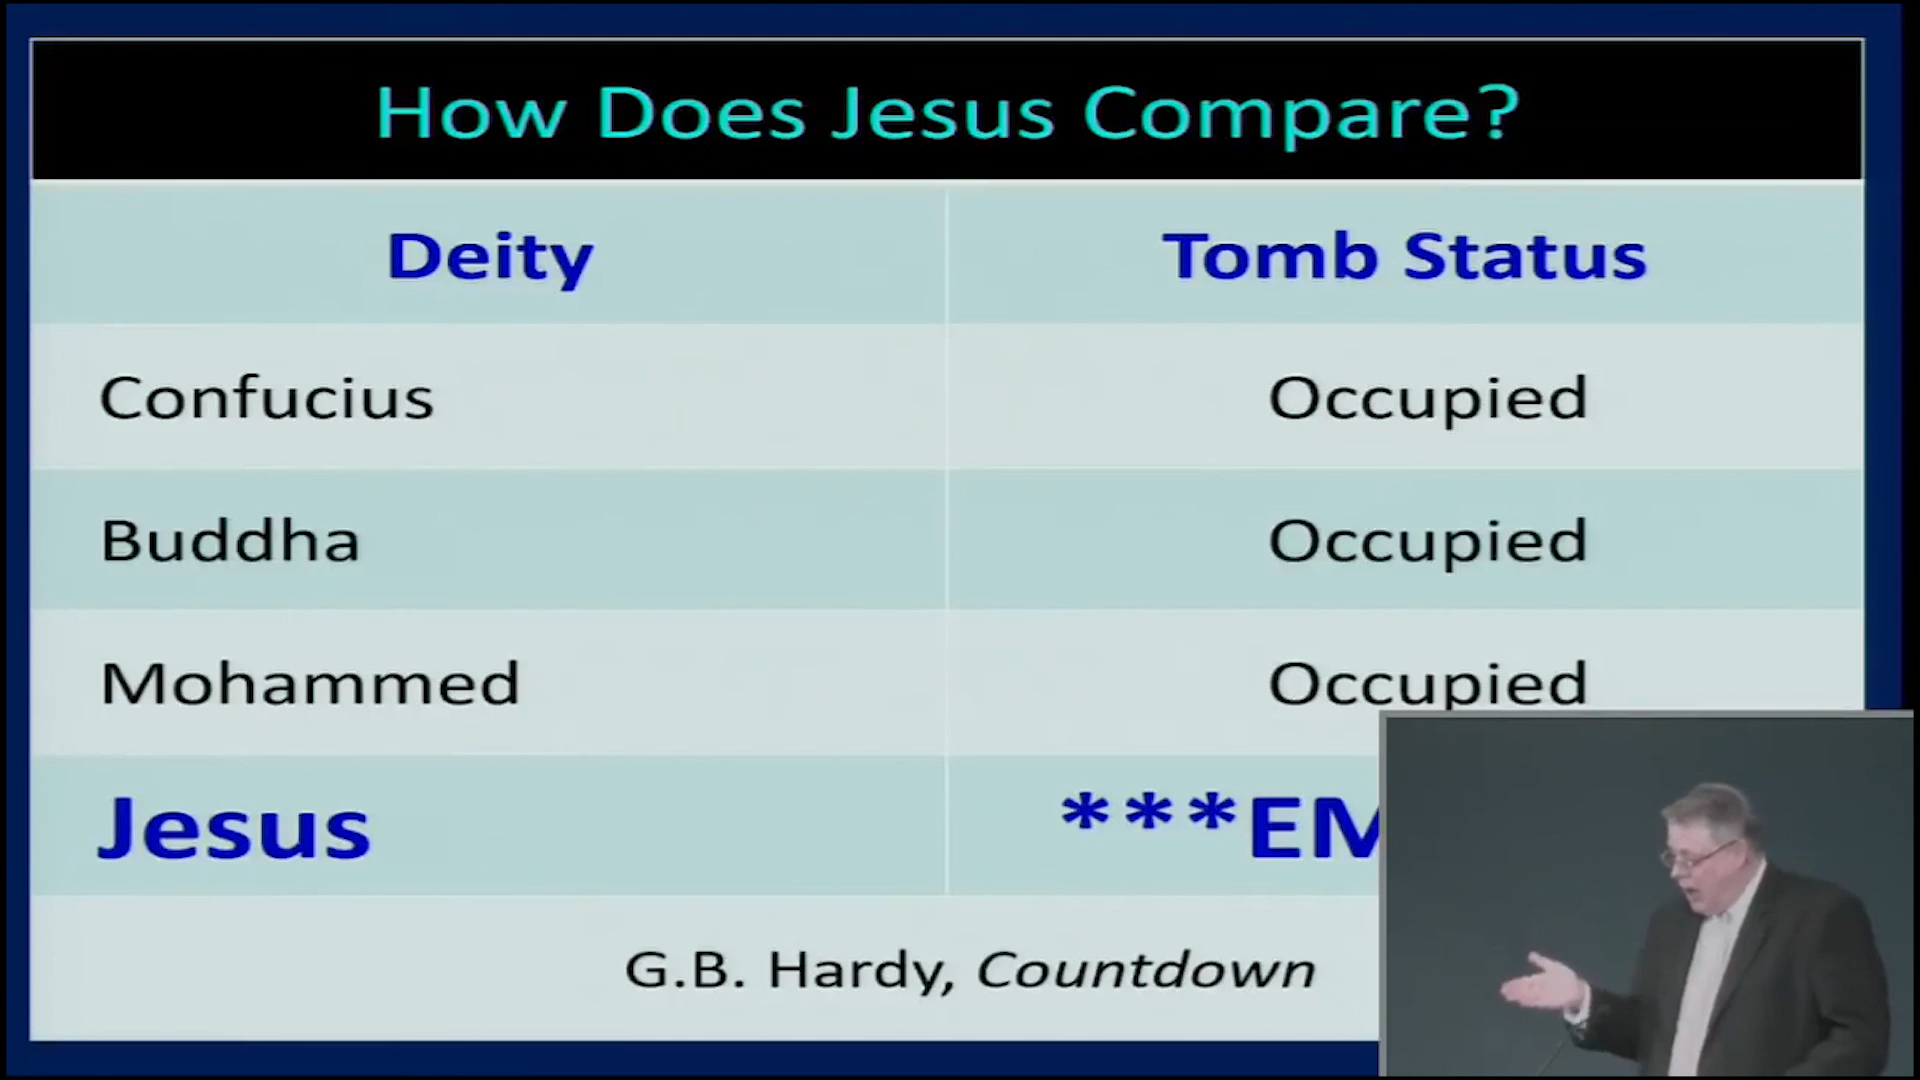 How Does Jesus Compare?
Deity Tomb Status
Confucius Occupied
Buddha Occupied
Mohammed Occupied
Jesus ***EM
G.B. Hardy, Countdown